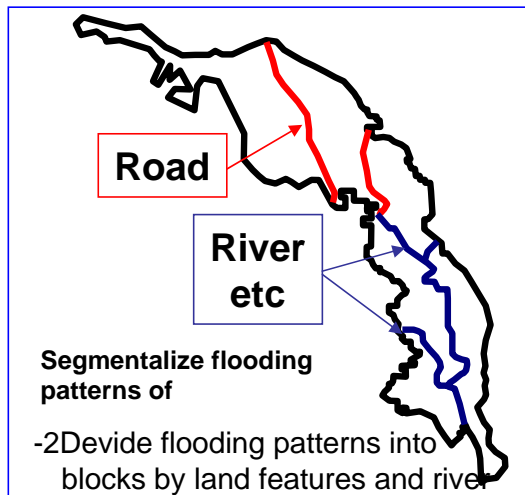 Road
River
etc
Segmentalize flooding
patterns of
-2Devide flooding patterns into
blocks by land features and river